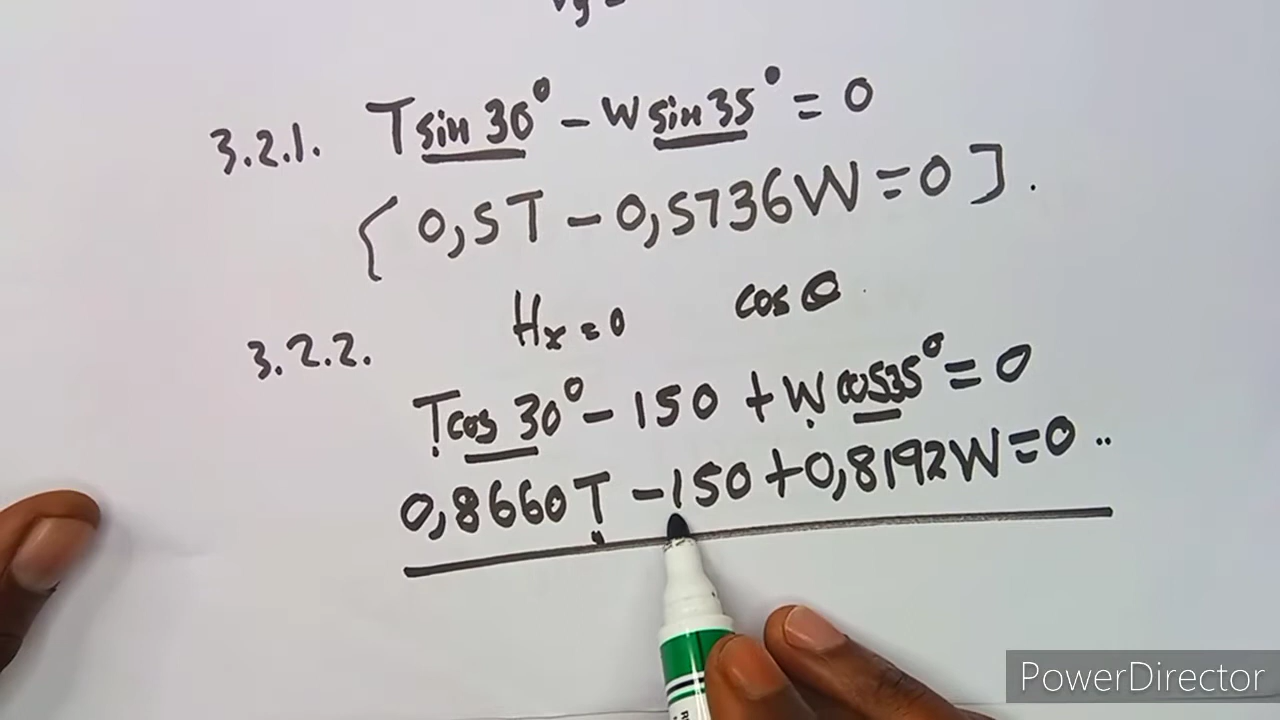 3.2.1. Tsin 30° - W sin 35° = 0
[ 0,5T - 0,5736W = 0 ].
Hx = 0 cos θ
3.2.2.
Tcos 30° - 150 + W cos35° = 0
0,8660T - 150 + 0,8192W = 0 ..
PowerDirector